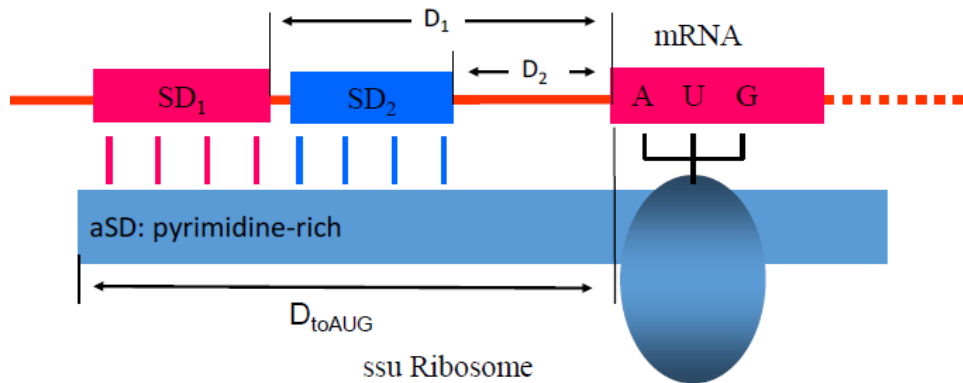 D₁
mRNA
D₂
SD₁
SD₂
A U G
aSD: pyrimidine-rich
DtoAUG
ssu Ribosome